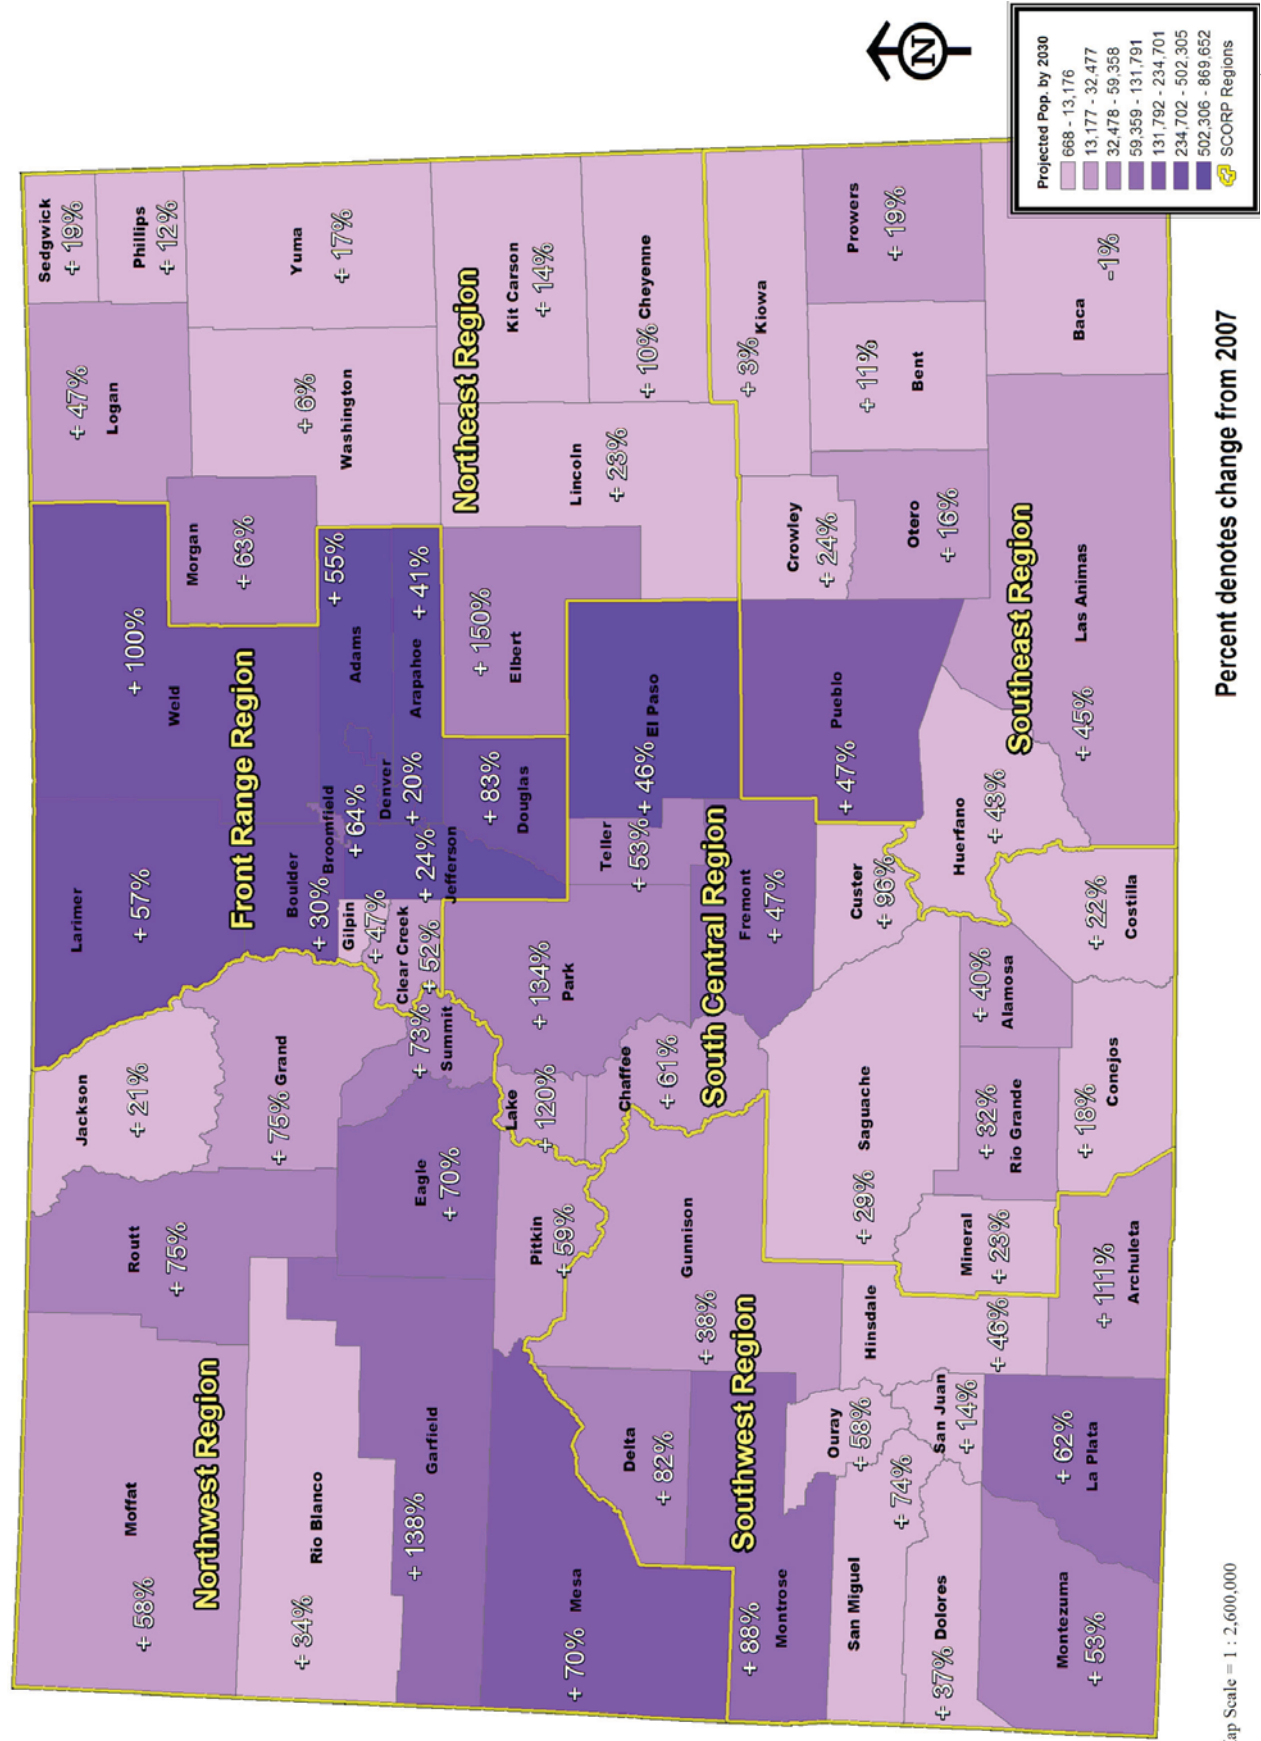 Moffat
+ 58%
Routt
+ 75%
Jackson
+ 21%
Larimer
+ 57%
Weld
+ 100%
Logan
+ 47%
Sedgwick
+ 19%
Phillips
+ 12%
Northwest Region
Rio Blanco
+ 34%
+ 75% Grand
Front Range Region
Boulder
+ 30%
Broomfield
+ 64%
Morgan
+ 63%
Washington
+ 6%
Yuma
+ 17%
Garfield
+ 138%
Eagle
+ 70%
Summit
+ 73%
Gilpin
+ 47%
Clear Creek
+ 52%
Jefferson
+ 24%
Denver
+ 20%
Adams
+ 55%
Arapahoe
+ 41%
Northeast Region
Mesa
+ 70%
Pitkin
+ 59%
Lake
+ 120%
Park
+ 134%
Douglas
+ 83%
Elbert
+ 150%
Lincoln
+ 23%
Kit Carson
+ 14%
+ 10% Cheyenne
Delta
+ 82%
Gunnison
+ 38%
Chaffee
+ 61%
Teller
+ 53%
+ 46% El Paso
Southwest Region
South Central Region
Montrose
+ 88%
Fremont
+ 47%
Kiowa
+ 3%
Crowley
+ 24%
Pueblo
+ 47%
Ouray
+ 58%
Hinsdale
+ 46%
Saguache
+ 29%
Custer
+ 96%
Otero
+ 16%
Bent
+ 11%
Prowers
+ 19%
San Miguel
+ 74%
San Juan
+ 14%
Mineral
+ 23%
Rio Grande
+ 32%
Alamosa
+ 40%
Huerfano
+ 43%
Southeast Region
+ 37% Dolores
Montezuma
+ 53%
La Plata
+ 62%
Archuleta
+ 111%
Conejos
+ 18%
Costilla
+ 22%
Las Animas
+ 45%
Baca
-1%
N
Projected Pop. by 2030
668 - 13,176
13,177 - 32,477
32,478 - 59,358
59,359 - 131,791
131,792 - 234,701
234,702 - 502,305
502,306 - 869,652
SCORP Regions
Percent denotes change from 2007
ap Scale = 1 : 2,600,000